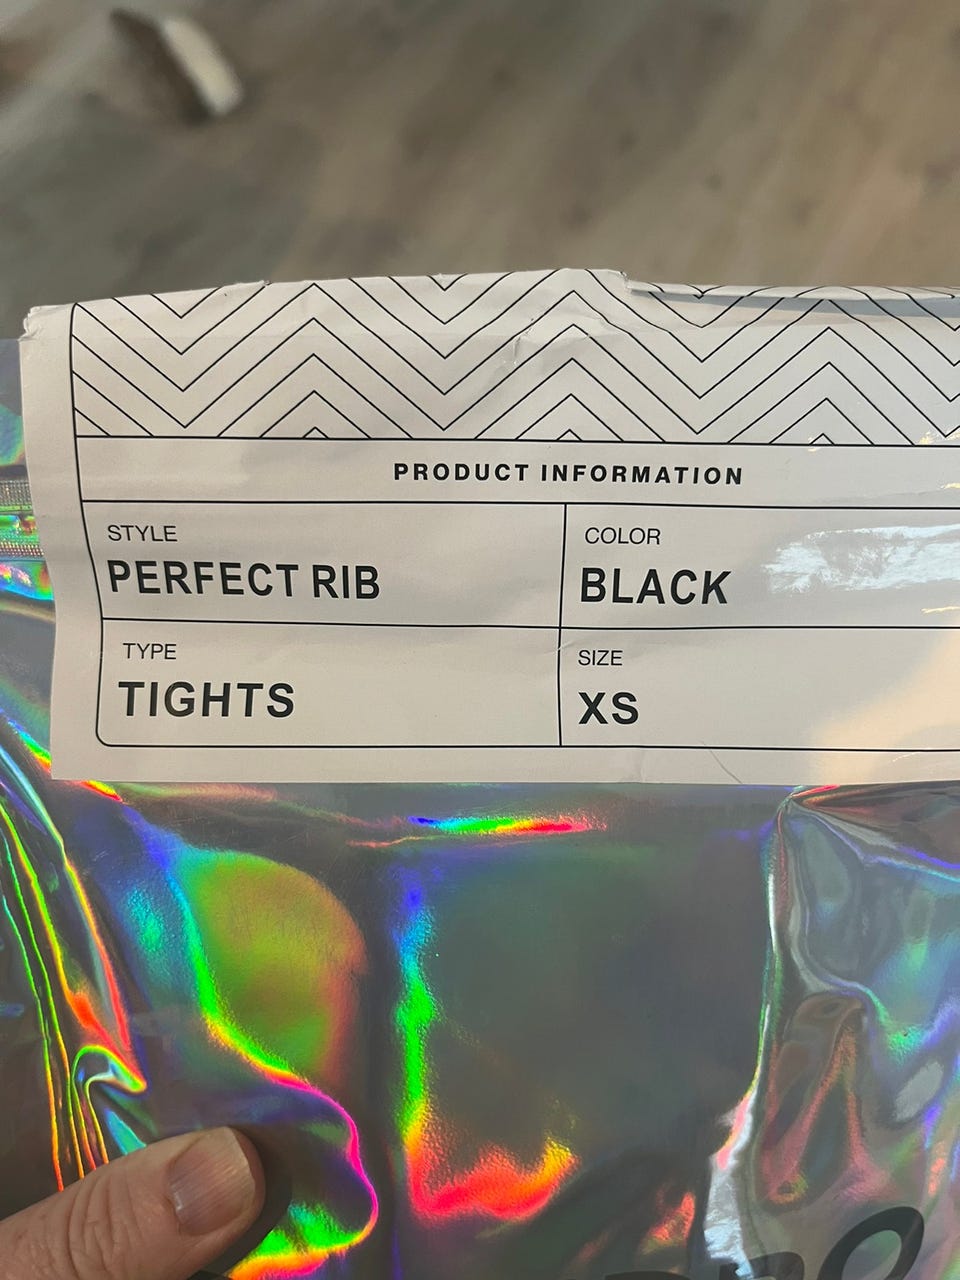 PRODUCT INFORMATION
STYLE
PERFECT RIB
COLOR
BLACK
TYPE
TIGHTS
SIZE
XS